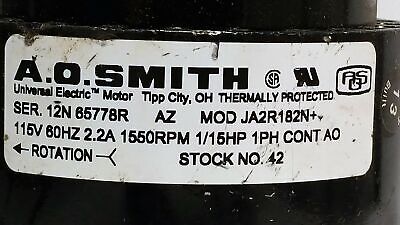 A.O.SMITH
Universal Electric™ Motor Tipp City, OH THERMALLY PROTECTED
SER. 12N 65778R AZ MOD JA2R182N+
115V 60HZ 2.2A 1550RPM 1/15HP 1PH CONT AO
← ROTATION STOCK NO. 42